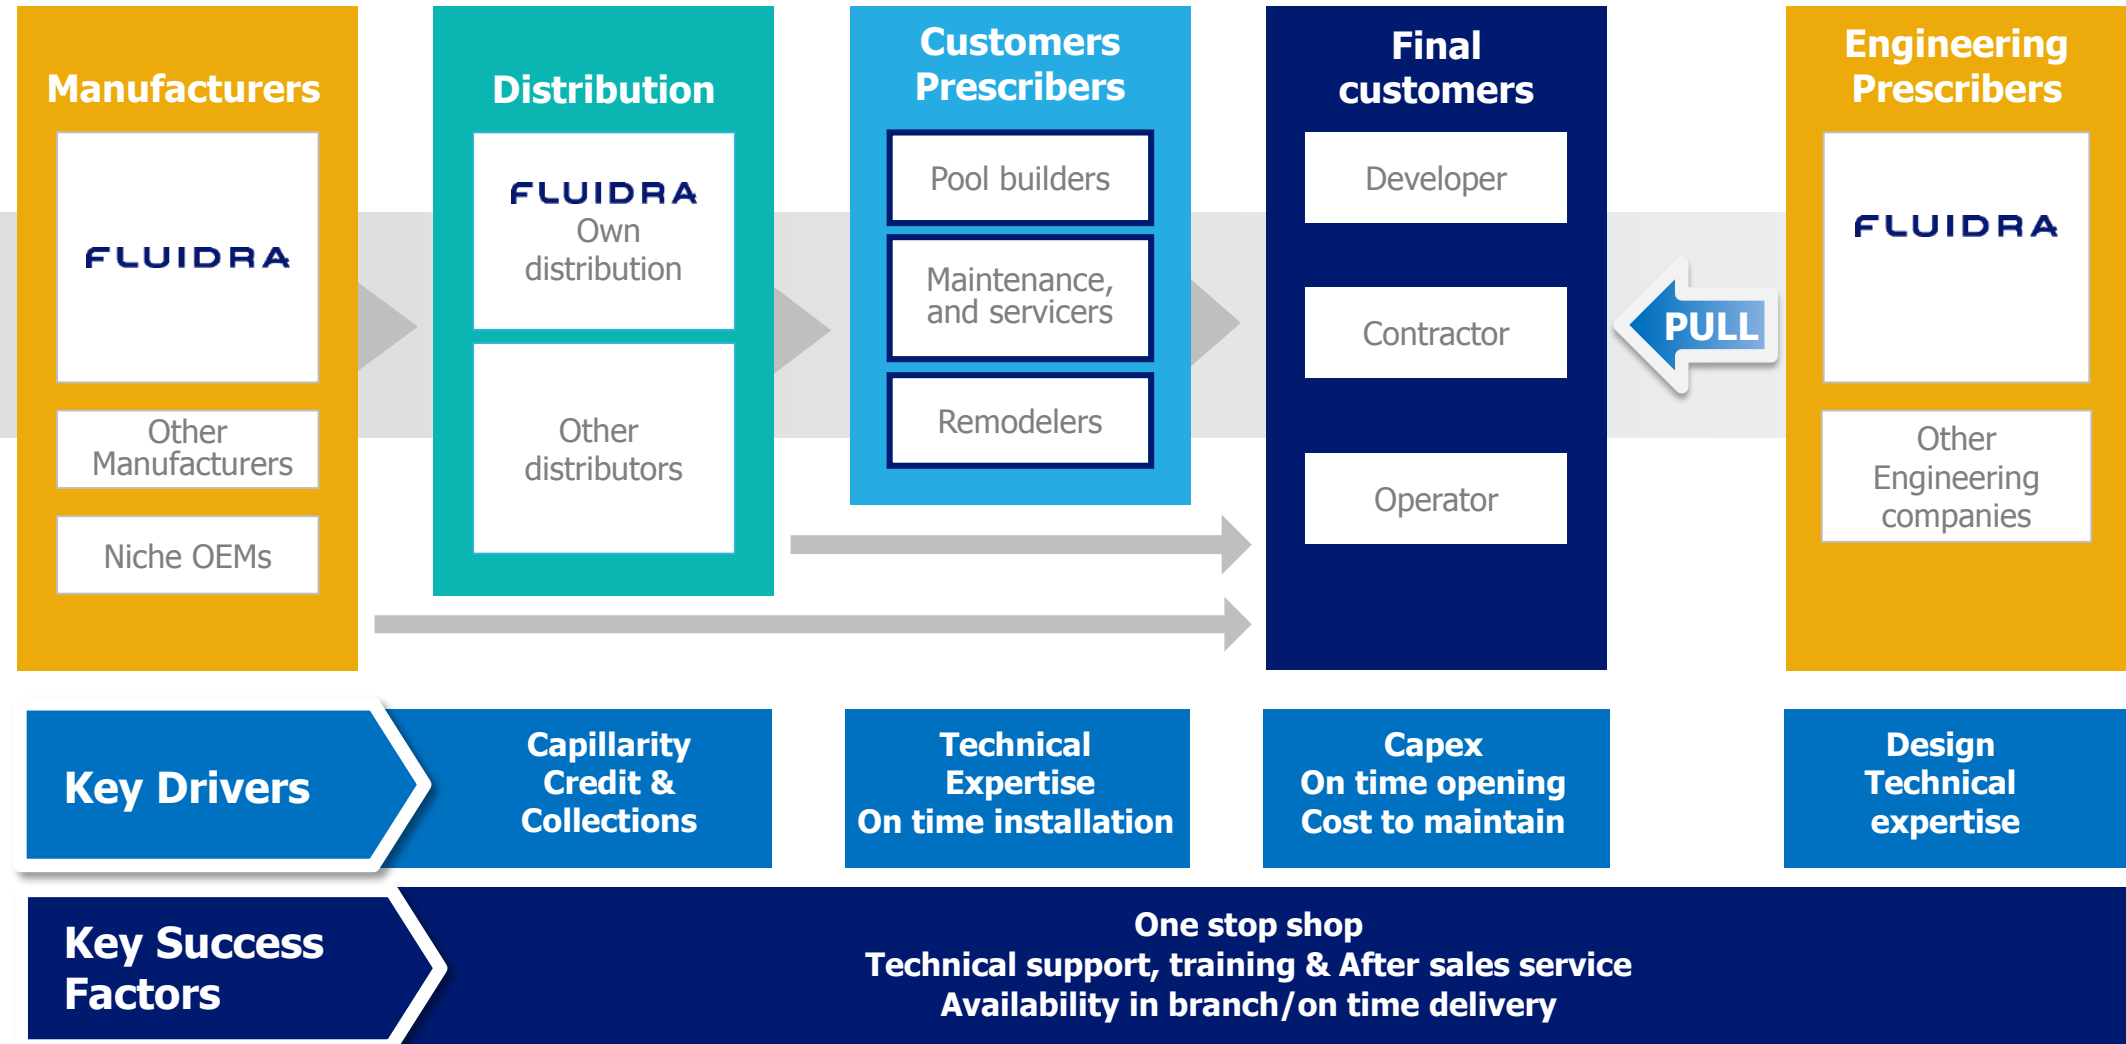 Manufacturers
FLUIDRA
Other
Manufacturers
Niche OEMs
Distribution
FLUIDRA
Own
distribution
Other
distributors
Customers
Prescribers
Pool builders
Maintenance,
and servicers
Remodelers
Final
customers
Developer
Contractor
Operator
PULL
Engineering
Prescribers
FLUIDRA
Other
Engineering
companies
Key Drivers
Capillarity
Credit &
Collections
Technical
Expertise
On time installation
Capex
On time opening
Cost to maintain
Design
Technical
expertise
Key Success
Factors
One stop shop
Technical support, training & After sales service
Availability in branch/on time delivery